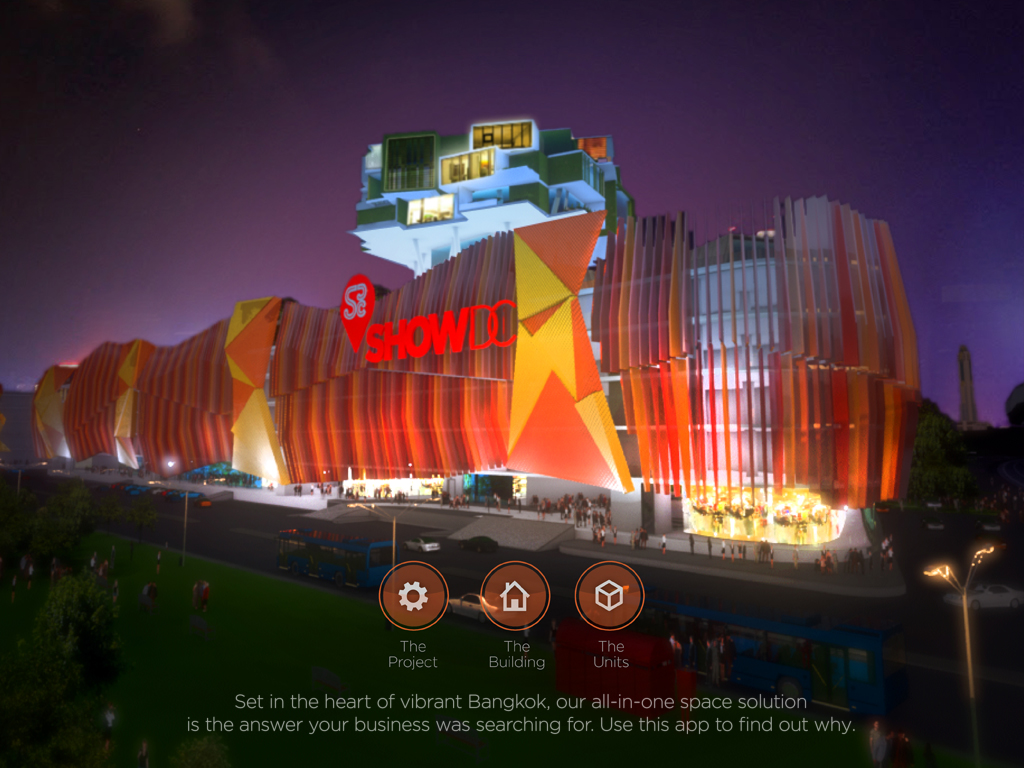 SHOWDC
The
Project
The
Building
The
Units
Set in the heart of vibrant Bangkok, our all-in-one space solution
is the answer your business was searching for. Use this app to find out why.